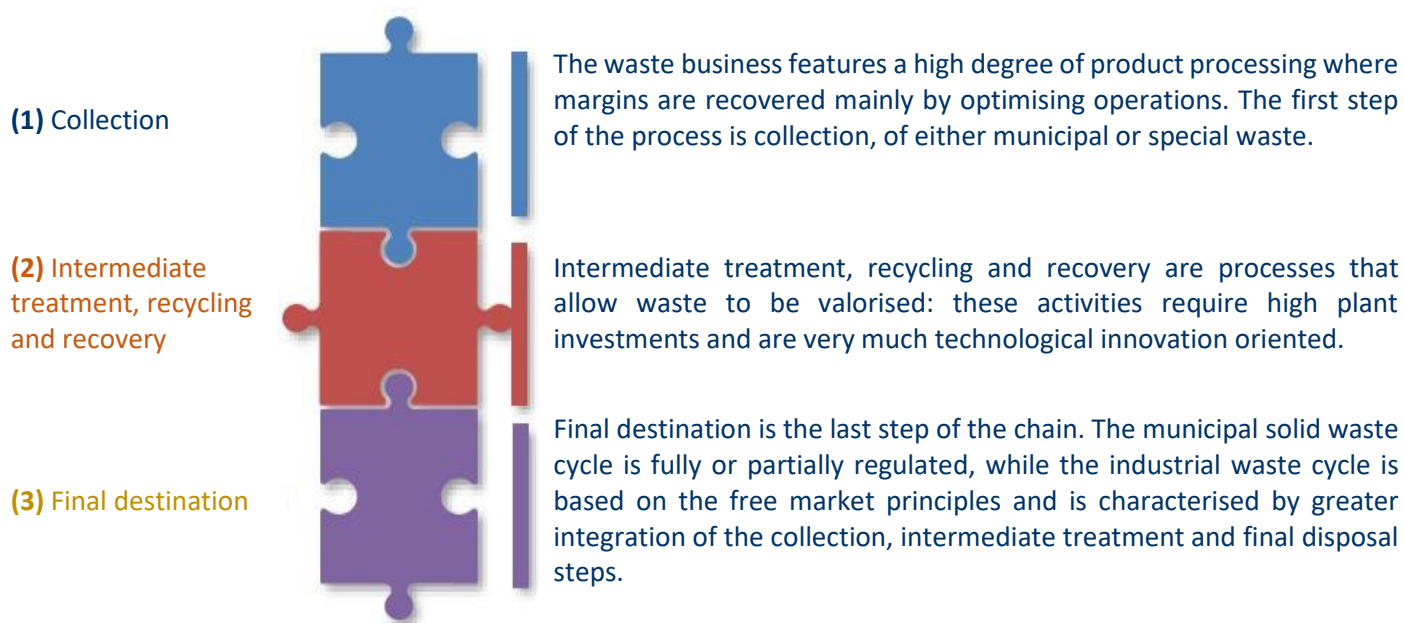 (1) Collection
The waste business features a high degree of product processing where
margins are recovered mainly by optimising operations. The first step
of the process is collection, of either municipal or special waste.
(2) Intermediate
treatment, recycling
and recovery
Intermediate treatment, recycling and recovery are processes that
allow waste to be valorised: these activities require high plant
investments and are very much technological innovation oriented.
(3) Final destination
Final destination is the last step of the chain. The municipal solid waste
cycle is fully or partially regulated, while the industrial waste cycle is
based on the free market principles and is characterised by greater
integration of the collection, intermediate treatment and final disposal
steps.